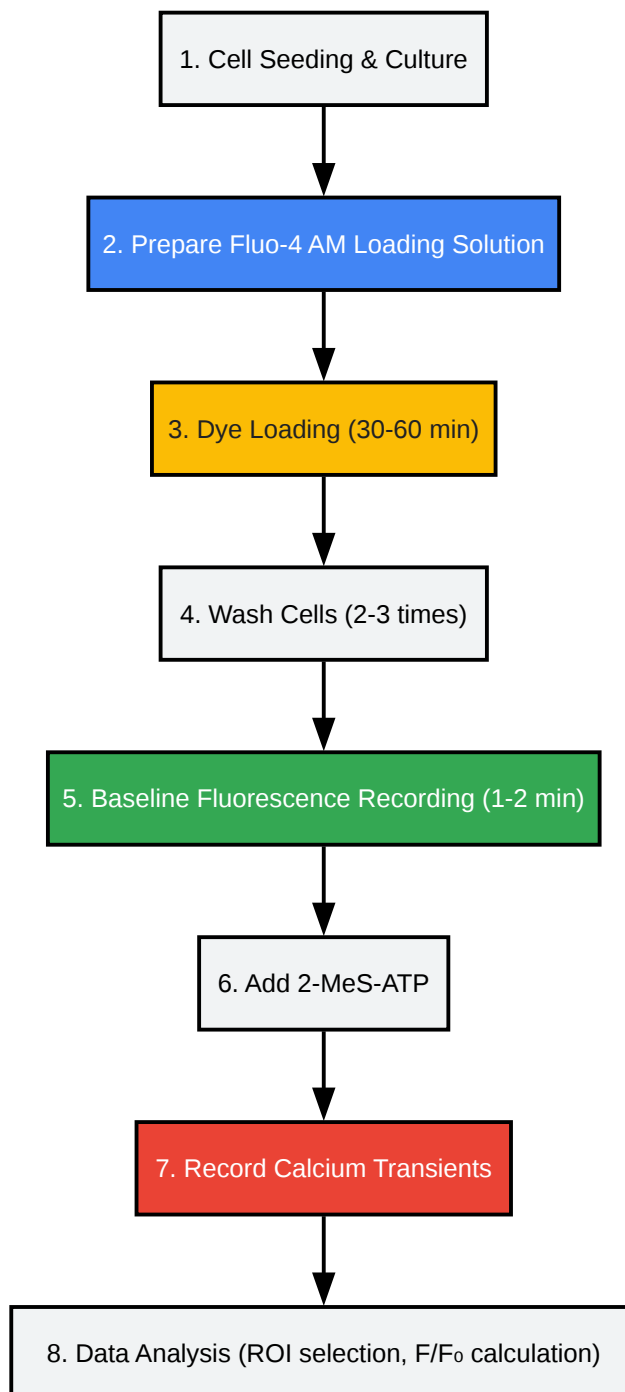 1. Cell Seeding & Culture
2. Prepare Fluo-4 AM Loading Solution
3. Dye Loading (30-60 min)
4. Wash Cells (2-3 times)
5. Baseline Fluorescence Recording (1-2 min)
6. Add 2-MeS-ATP
7. Record Calcium Transients
8. Data Analysis (ROI selection, F/F₀ calculation)